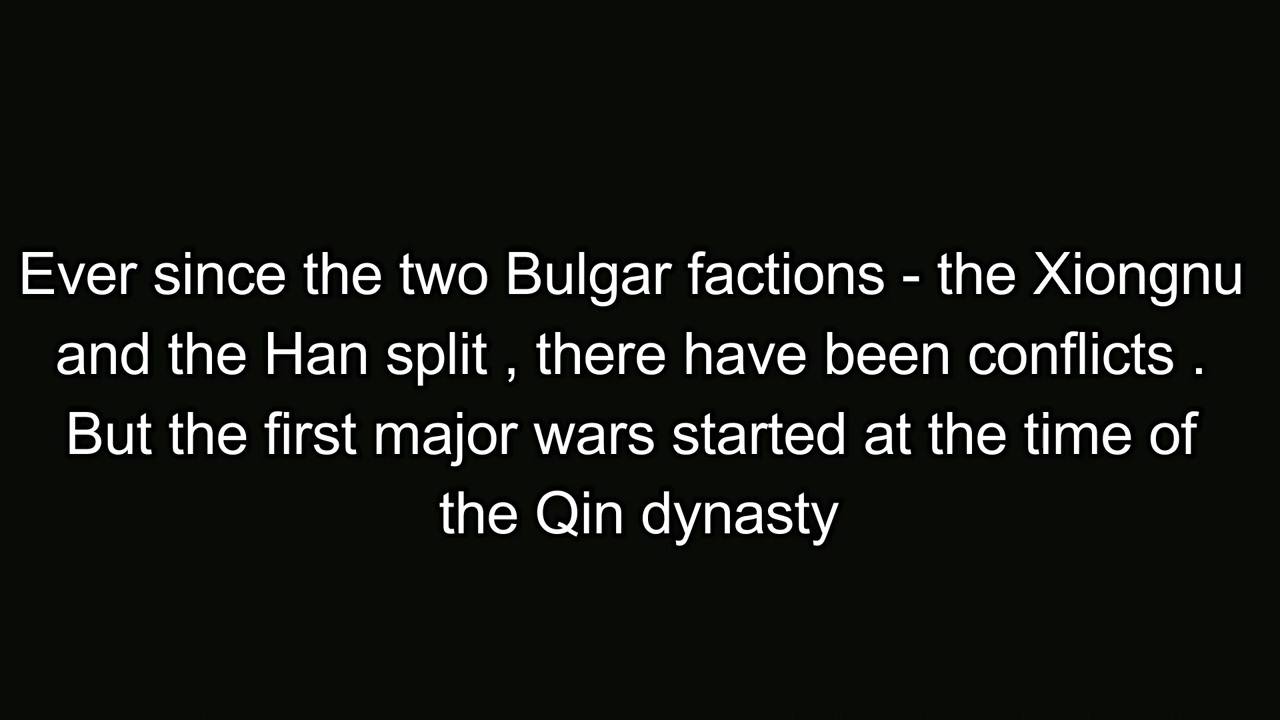 Ever since the two Bulgar factions - the Xiongnu
and the Han split , there have been conflicts .
But the first major wars started at the time of
the Qin dynasty